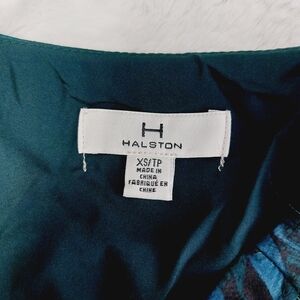 H
HALSTON
XS/TP
MADE IN
CHINA
FABRIQUÉ EN
CHINE